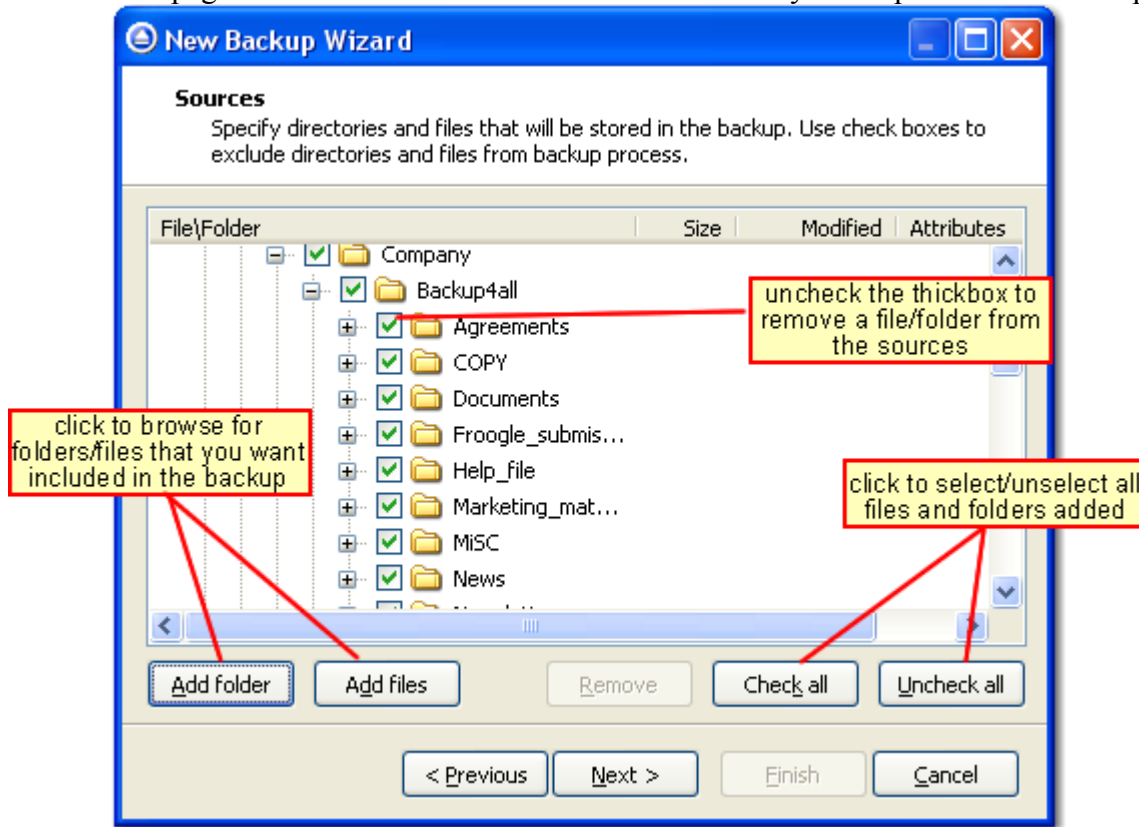 New Backup Wizard
Sources
Specify directories and files that will be stored in the backup. Use check boxes to
exclude directories and files from backup process.
File\Folder Size Modified Attributes
Company
Backup4all
uncheck the thickbox to
remove a file/folder from
the sources
Agreements
COPY
Documents
click to browse for
folders/files that you want
included in the backup
Froogle_submis...
Help_file
click to select/unselect all
files and folders added
Marketing_mat...
MiSC
News
Add folder Add files Remove Check all Uncheck all
< Previous Next > Finish Cancel